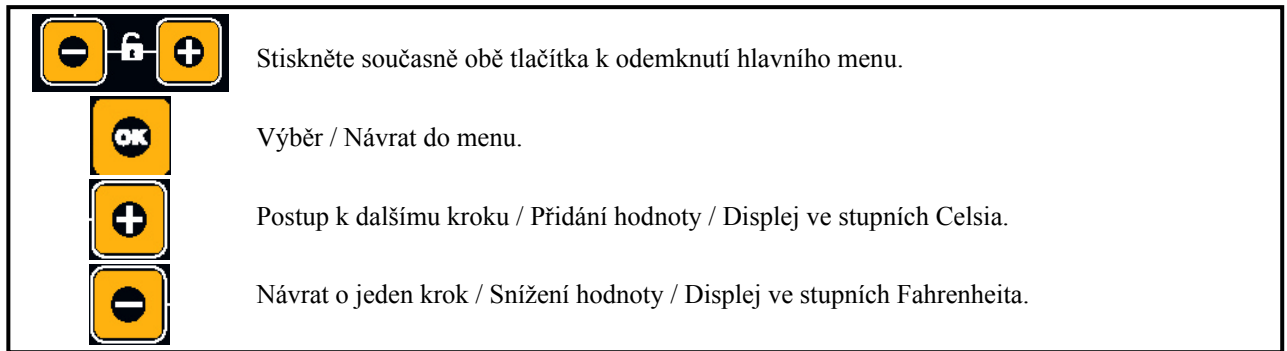 Stiskněte současně obě tlačítka k odemknutí hlavního menu.
OK
Výběr / Návrat do menu.
Postup k dalšímu kroku / Přidání hodnoty / Displej ve stupních Celsia.
Návrat o jeden krok / Snížení hodnoty / Displej ve stupních Fahrenheita.